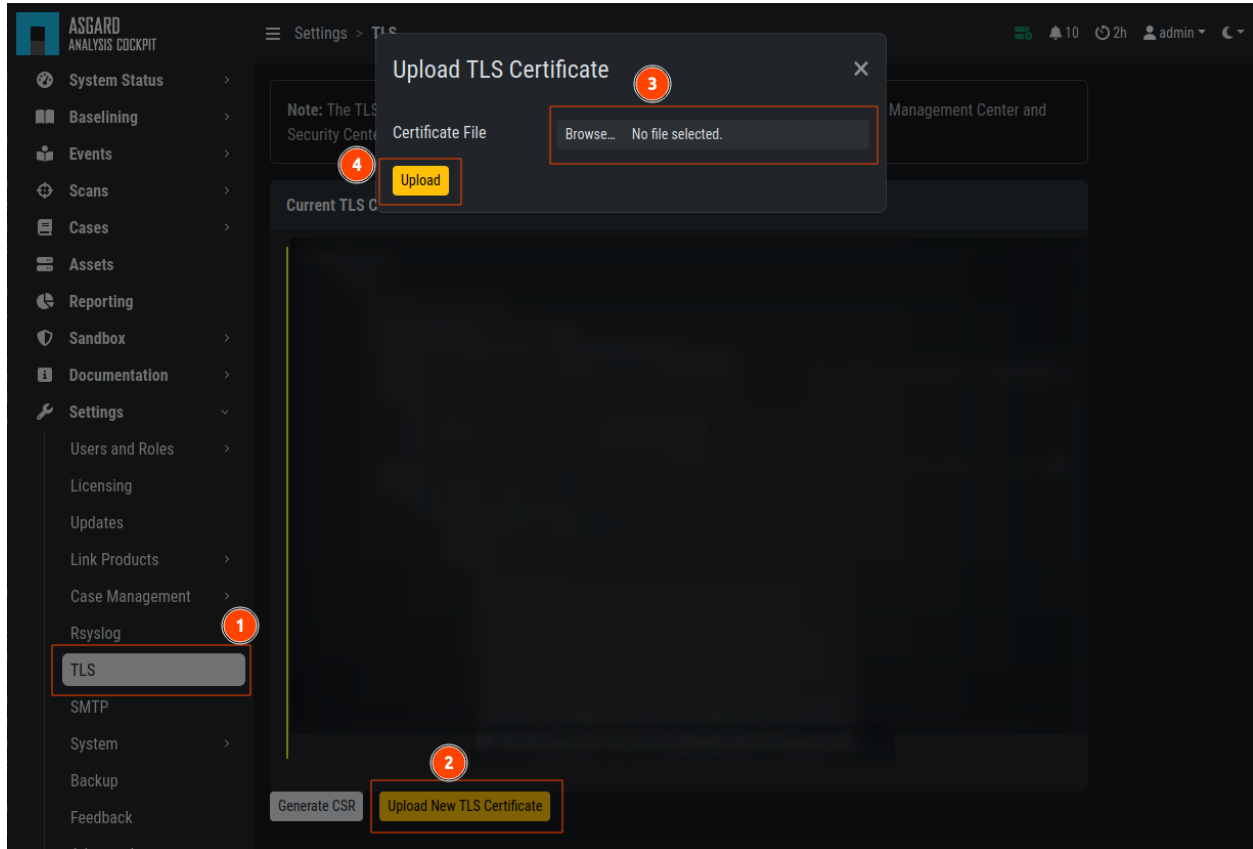 ASGARD
ANALYSIS COCKPIT
Settings > TLS
10 2h admin
System Status
Baselining
Events
Scans
Cases
Assets
Reporting
Sandbox
Documentation
Settings
Users and Roles
Licensing
Updates
Link Products
Case Management
Rsyslog
1
TLS
SMTP
System
Backup
Feedback
Upload TLS Certificate
3
Certificate File Browse... No file selected.
4
Upload
Note: The TLS Management Center and
Security
Current TLS
2
Generate CSR Upload New TLS Certificate